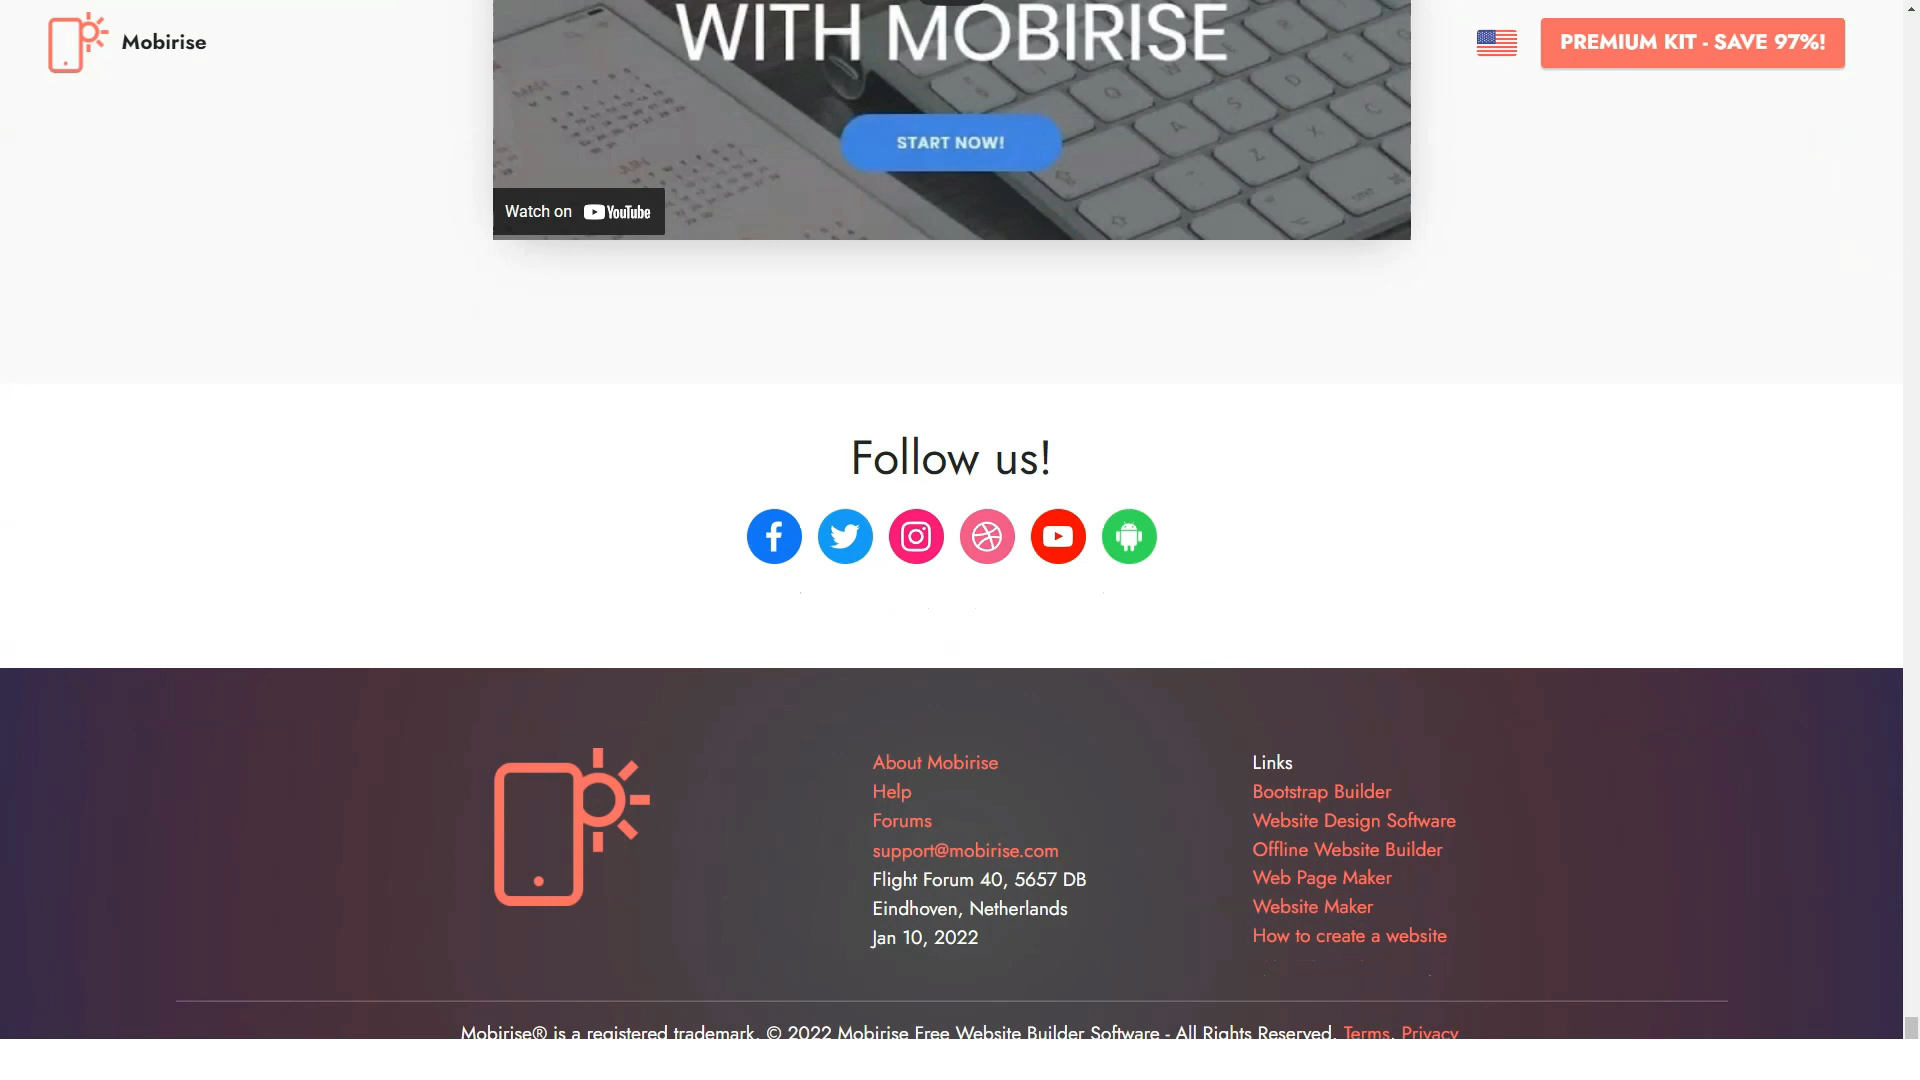 WITH MOBIRISE
Mobirise
PREMIUM KIT - SAVE 97%!
START NOW!
Watch on YouTube
Follow us!
About Mobirise
Help
Forums
support@mobirise.com
Flight Forum 40, 5657 DB
Eindhoven, Netherlands
Jan 10, 2022
Links
Bootstrap Builder
Website Design Software
Offline Website Builder
Web Page Maker
Website Maker
How to create a website
Mobirise® is a registered trademark. © 2022 Mobirise Free Website Builder Software - All Rights Reserved. Terms. Privacy